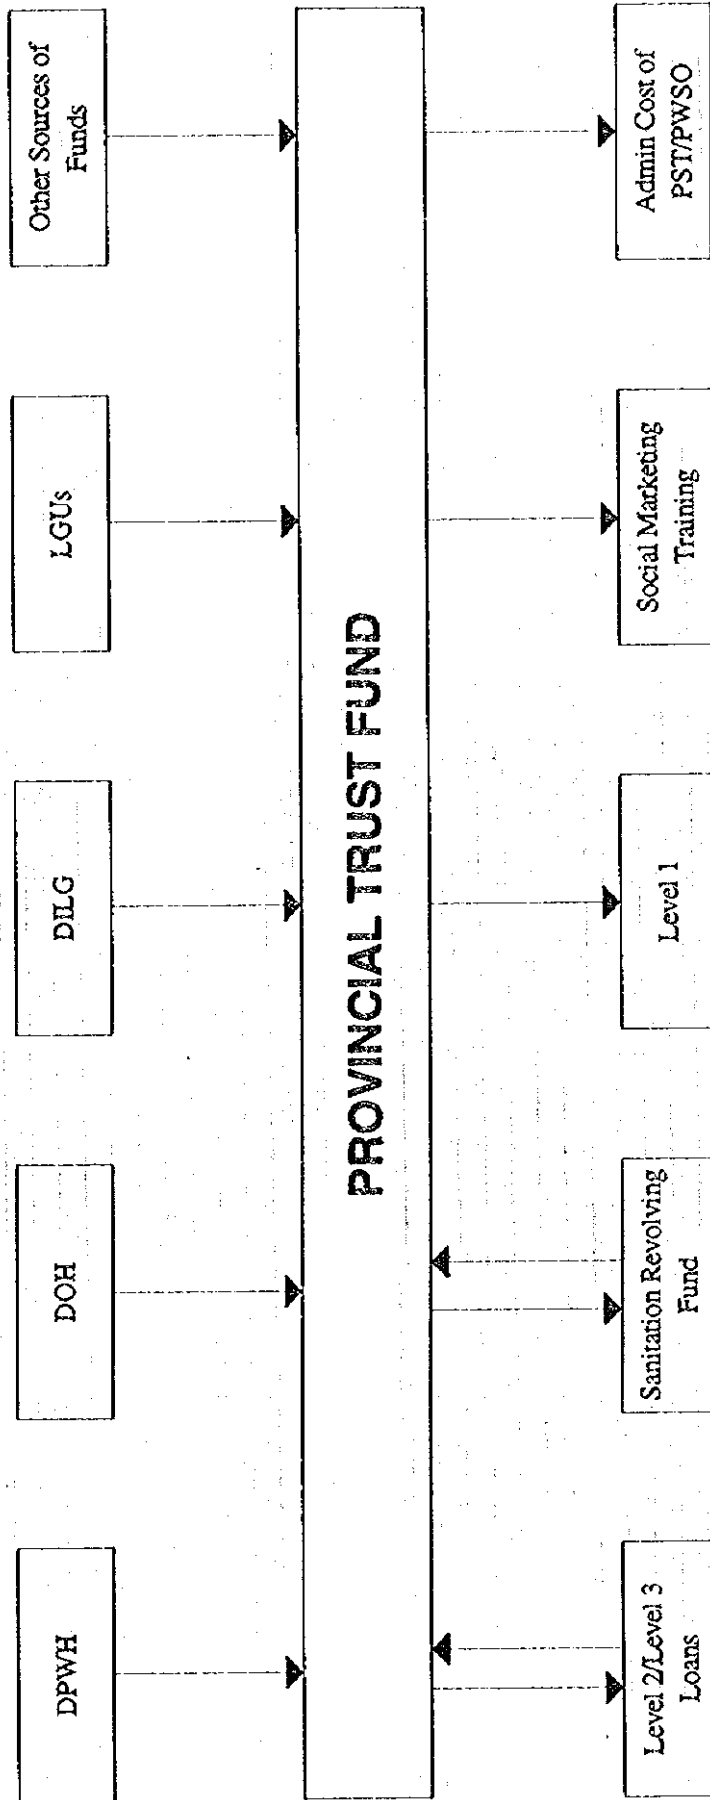 DPWH
DOH
DILG
LGUs
Other Sources of
Funds
PROVINCIAL TRUST FUND
Level 2/Level 3
Loans
Sanitation Revolving
Fund
Level 1
Social Marketing
Training
Admin Cost of
PST/PWSO